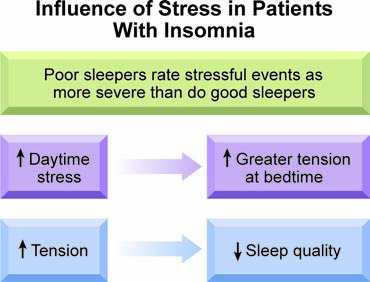 Influence of Stress in Patients
With Insomnia
Poor sleepers rate stressful events as
more severe than do good sleepers
↑ Daytime
stress
↑ Greater tension
at bedtime
↑ Tension
↓ Sleep quality